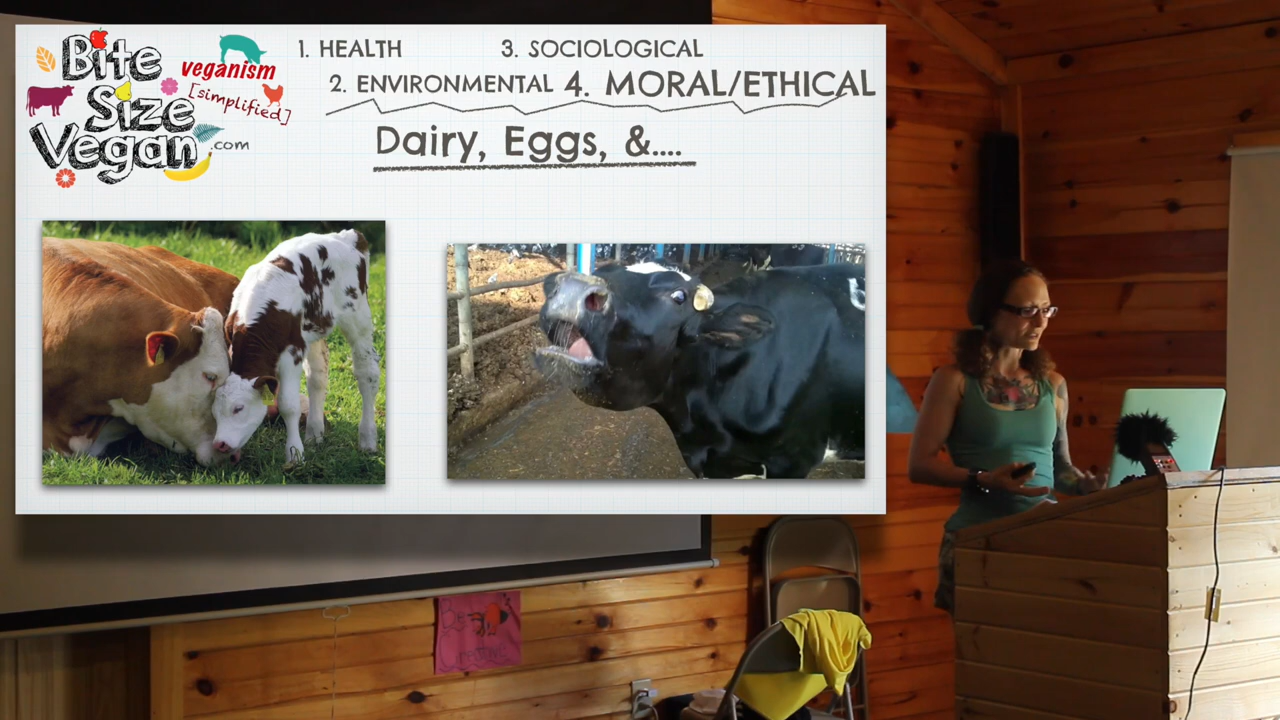 Bite
Size
Vegan.com
veganism
[simplified]
1. HEALTH
3. SOCIOLOGICAL
2. ENVIRONMENTAL
4. MORAL/ETHICAL
Dairy, Eggs, &....